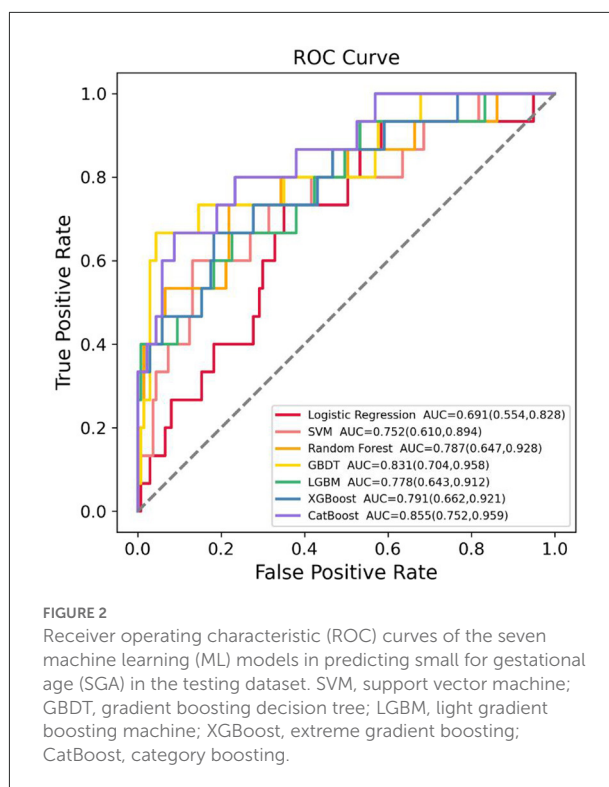 ROC Curve
True Positive Rate
1.0
0.8
0.6
0.4
0.2
0.0
Logistic Regression AUC=0.691(0.554,0.828)
SVM AUC=0.752(0.610,0.894)
Random Forest AUC=0.787(0.647,0.928)
GBDT AUC=0.831(0.704,0.958)
LGBM AUC=0.778(0.643,0.912)
XGBoost AUC=0.791(0.662,0.921)
CatBoost AUC=0.855(0.752,0.959)
0.0 0.2 0.4 0.6 0.8 1.0
False Positive Rate
FIGURE 2
Receiver operating characteristic (ROC) curves of the seven
machine learning (ML) models in predicting small for gestational
age (SGA) in the testing dataset. SVM, support vector machine;
GBDT, gradient boosting decision tree; LGBM, light gradient
boosting machine; XGBoost, extreme gradient boosting;
CatBoost, category boosting.